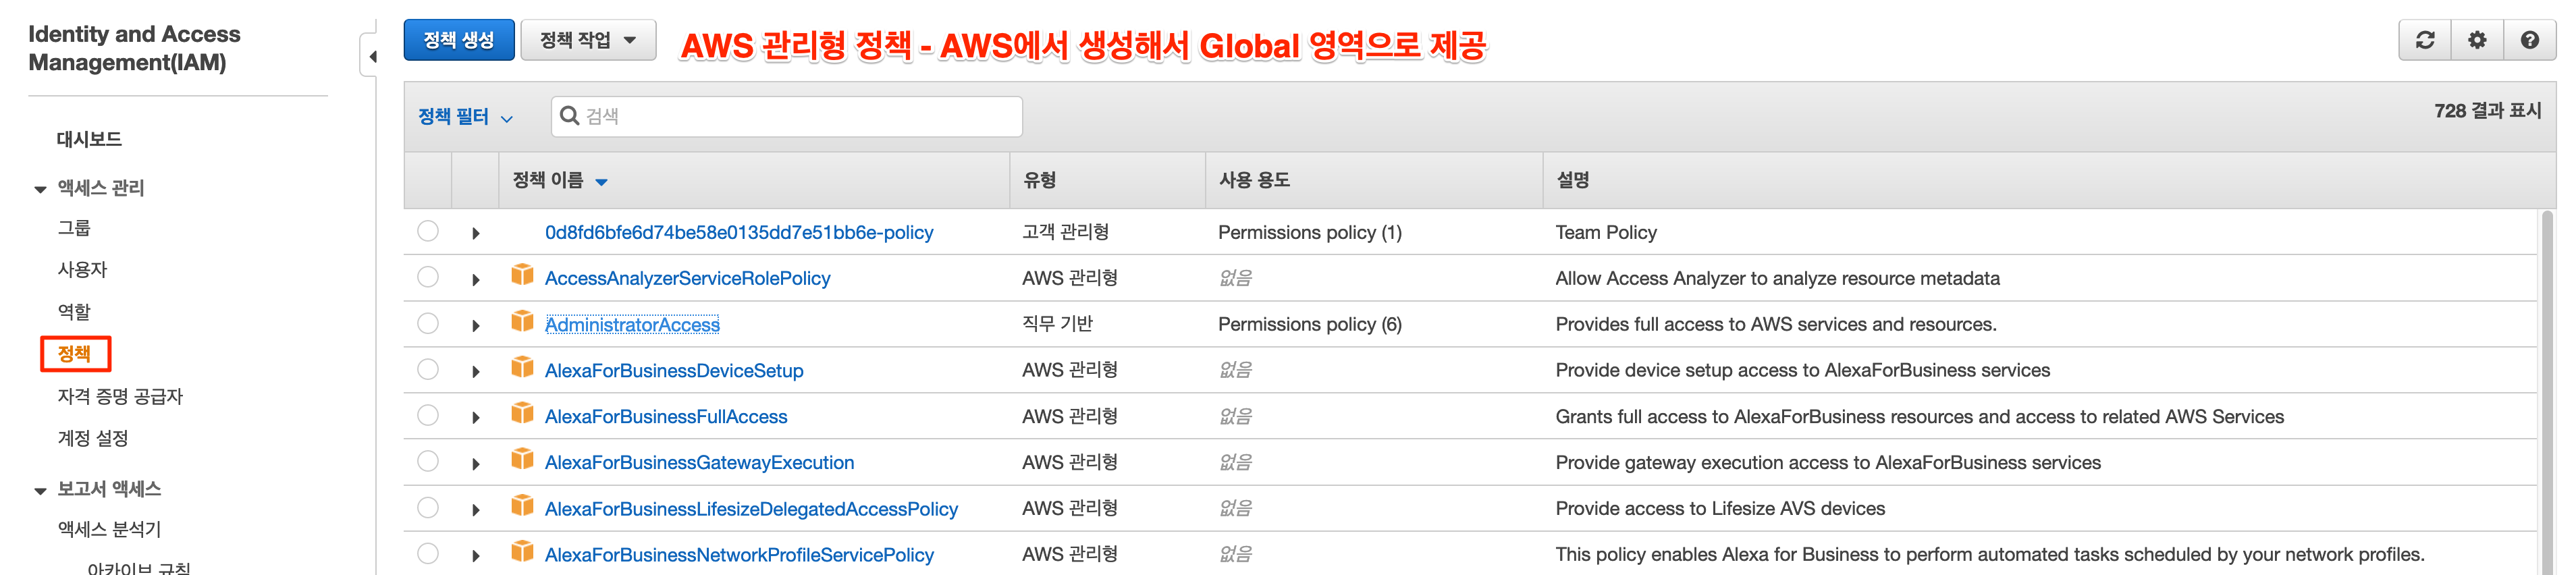 Identity and Access
Management(IAM)
대시보드
액세스 관리
그룹
사용자
역할
정책
자격 증명 공급자
계정 설정
보고서 액세스
액세스 분석기
아카이브 규칙
정책 생성
정책 작업
AWS 관리형 정책 - AWS에서 생성해서 Global 영역으로 제공
정책 필터
검색
728 결과 표시
정책 이름 유형 사용 용도 설명
0d8fd6bfe6d74be58e0135dd7e51bb6e-policy 고객 관리형 Permissions policy (1) Team Policy
AccessAnalyzerServiceRolePolicy AWS 관리형 없음 Allow Access Analyzer to analyze resource metadata
AdministratorAccess 직무 기반 Permissions policy (6) Provides full access to AWS services and resources.
AlexaForBusinessDeviceSetup AWS 관리형 없음 Provide device setup access to AlexaForBusiness services
AlexaForBusinessFullAccess AWS 관리형 없음 Grants full access to AlexaForBusiness resources and access to related AWS Services
AlexaForBusinessGatewayExecution AWS 관리형 없음 Provide gateway execution access to AlexaForBusiness services
AlexaForBusinessLifesizeDelegatedAccessPolicy AWS 관리형 없음 Provide access to Lifesize AVS devices
AlexaForBusinessNetworkProfileServicePolicy AWS 관리형 없음 This policy enables Alexa for Business to perform automated tasks scheduled by your network profiles.